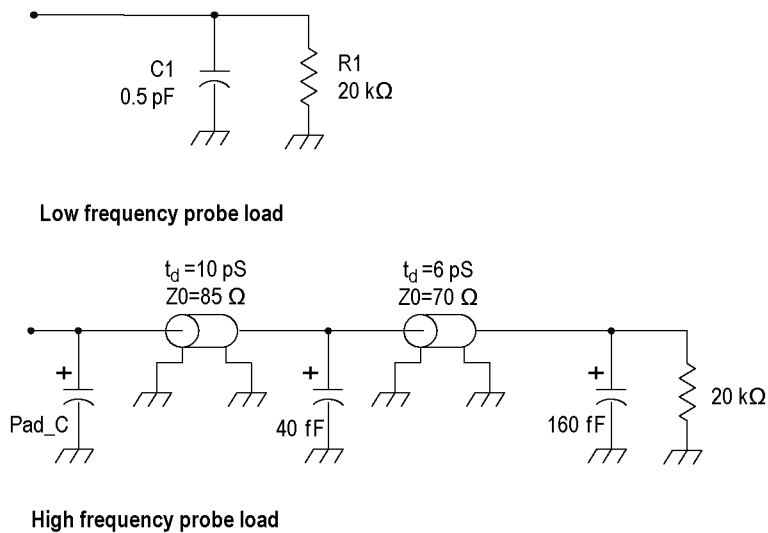 C1
0.5 pF
R1
20 kΩ
Low frequency probe load
td =10 pS
Z0=85 Ω
td =6 pS
Z0=70 Ω
+
Pad_C
+
40 fF
+
160 fF
20 kΩ
High frequency probe load